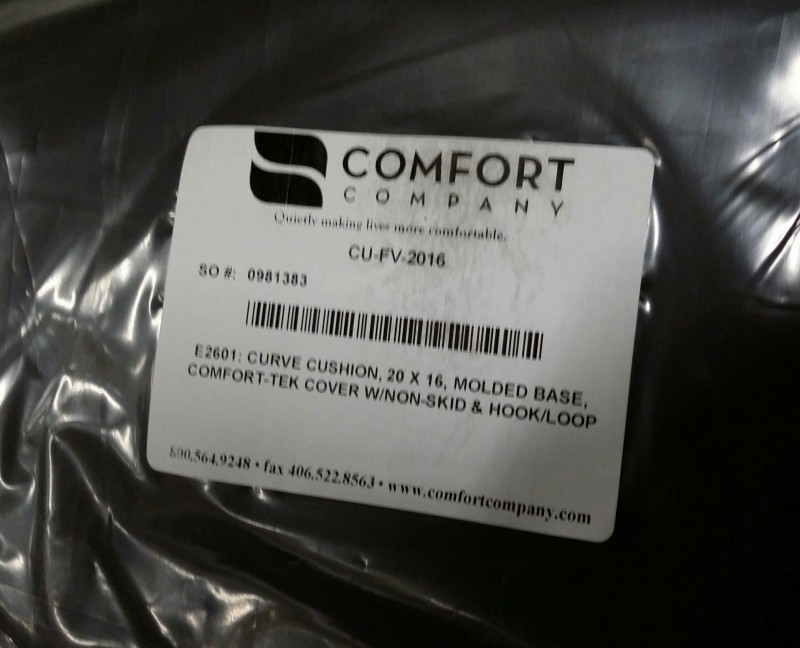 COMFORT
COMPANY
Quietly making lives more comfortable.
CU-FV-2016
SO #: 0981383
E2601: CURVE CUSHION, 20 X 16, MOLDED BASE,
COMFORT-TEK COVER W/NON-SKID & HOOK/LOOP
800.564.9248 • fax 406.522.8563 • www.comfortcompany.com